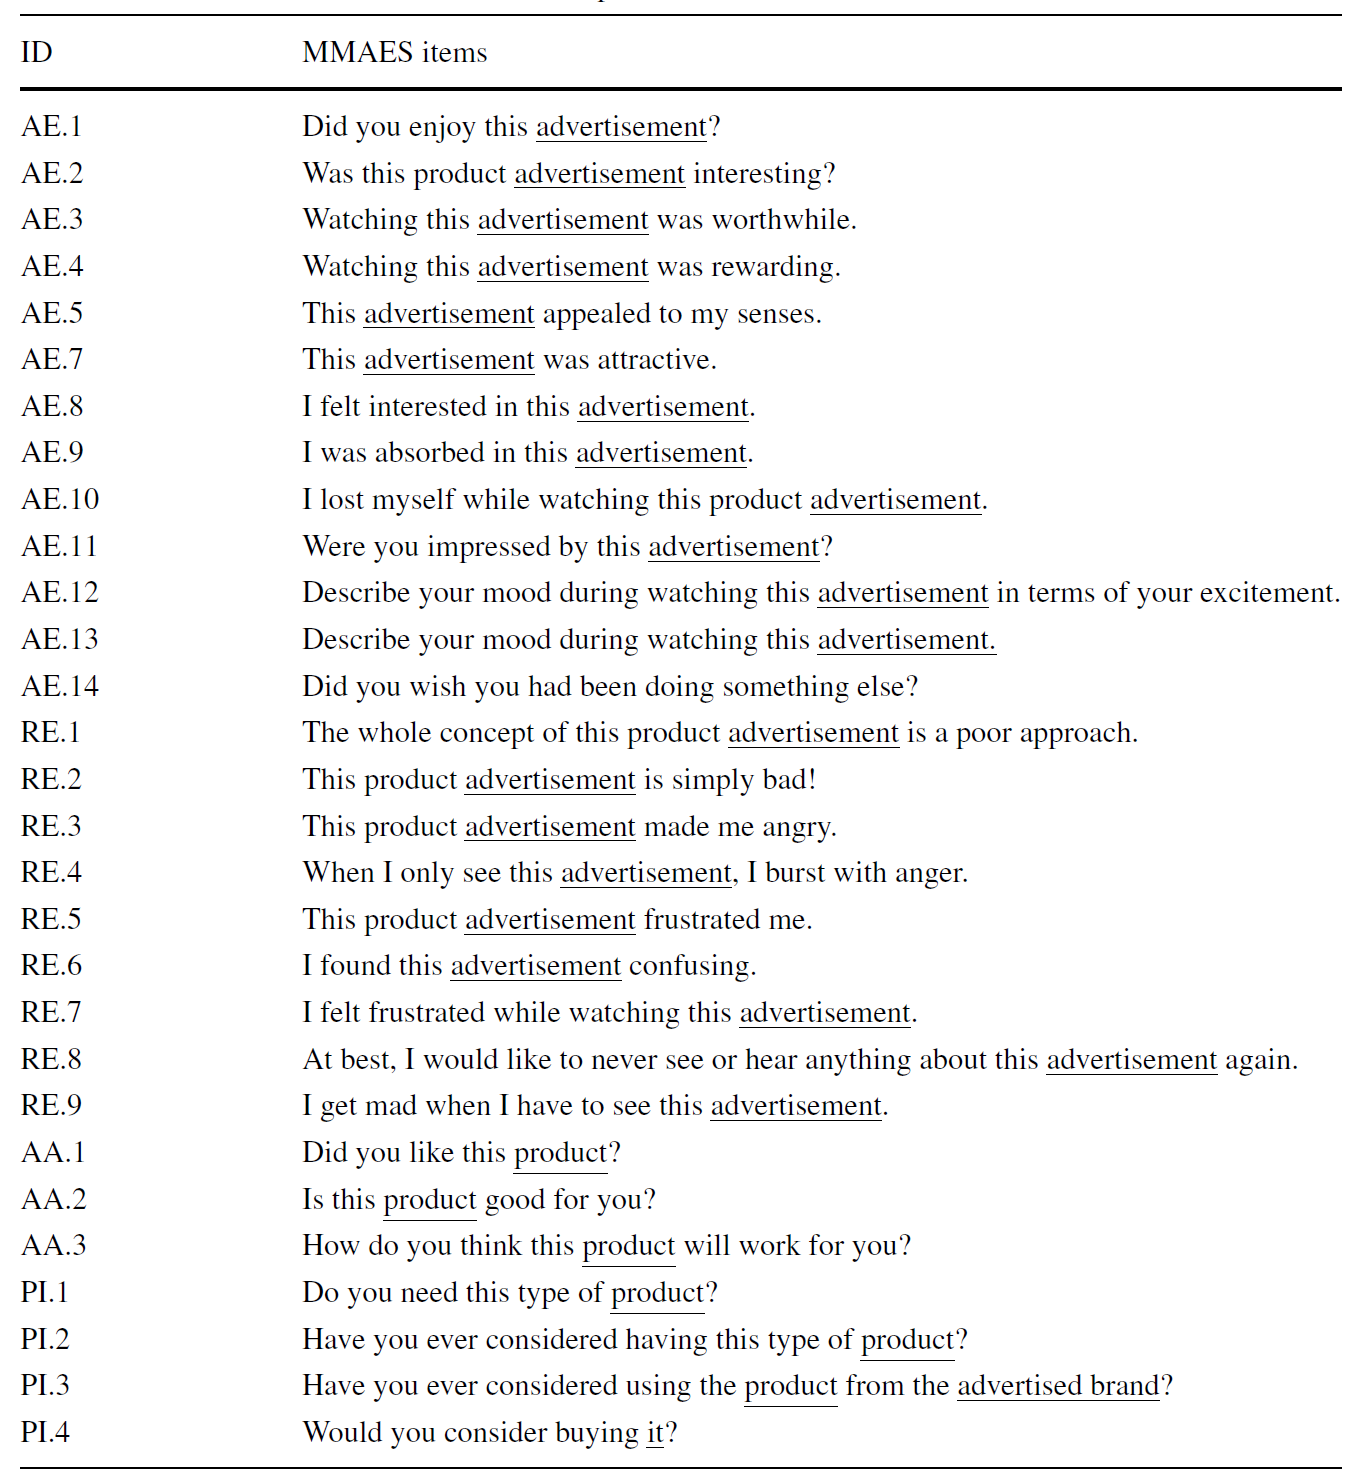 ID MMAES items
AE.1 Did you enjoy this advertisement?
AE.2 Was this product advertisement interesting?
AE.3 Watching this advertisement was worthwhile.
AE.4 Watching this advertisement was rewarding.
AE.5 This advertisement appealed to my senses.
AE.7 This advertisement was attractive.
AE.8 I felt interested in this advertisement.
AE.9 I was absorbed in this advertisement.
AE.10 I lost myself while watching this product advertisement.
AE.11 Were you impressed by this advertisement?
AE.12 Describe your mood during watching this advertisement in terms of your excitement.
AE.13 Describe your mood during watching this advertisement.
AE.14 Did you wish you had been doing something else?
RE.1 The whole concept of this product advertisement is a poor approach.
RE.2 This product advertisement is simply bad!
RE.3 This product advertisement made me angry.
RE.4 When I only see this advertisement, I burst with anger.
RE.5 This product advertisement frustrated me.
RE.6 I found this advertisement confusing.
RE.7 I felt frustrated while watching this advertisement.
RE.8 At best, I would like to never see or hear anything about this advertisement again.
RE.9 I get mad when I have to see this advertisement.
AA.1 Did you like this product?
AA.2 Is this product good for you?
AA.3 How do you think this product will work for you?
PI.1 Do you need this type of product?
PI.2 Have you ever considered having this type of product?
PI.3 Have you ever considered using the product from the advertised brand?
PI.4 Would you consider buying it?